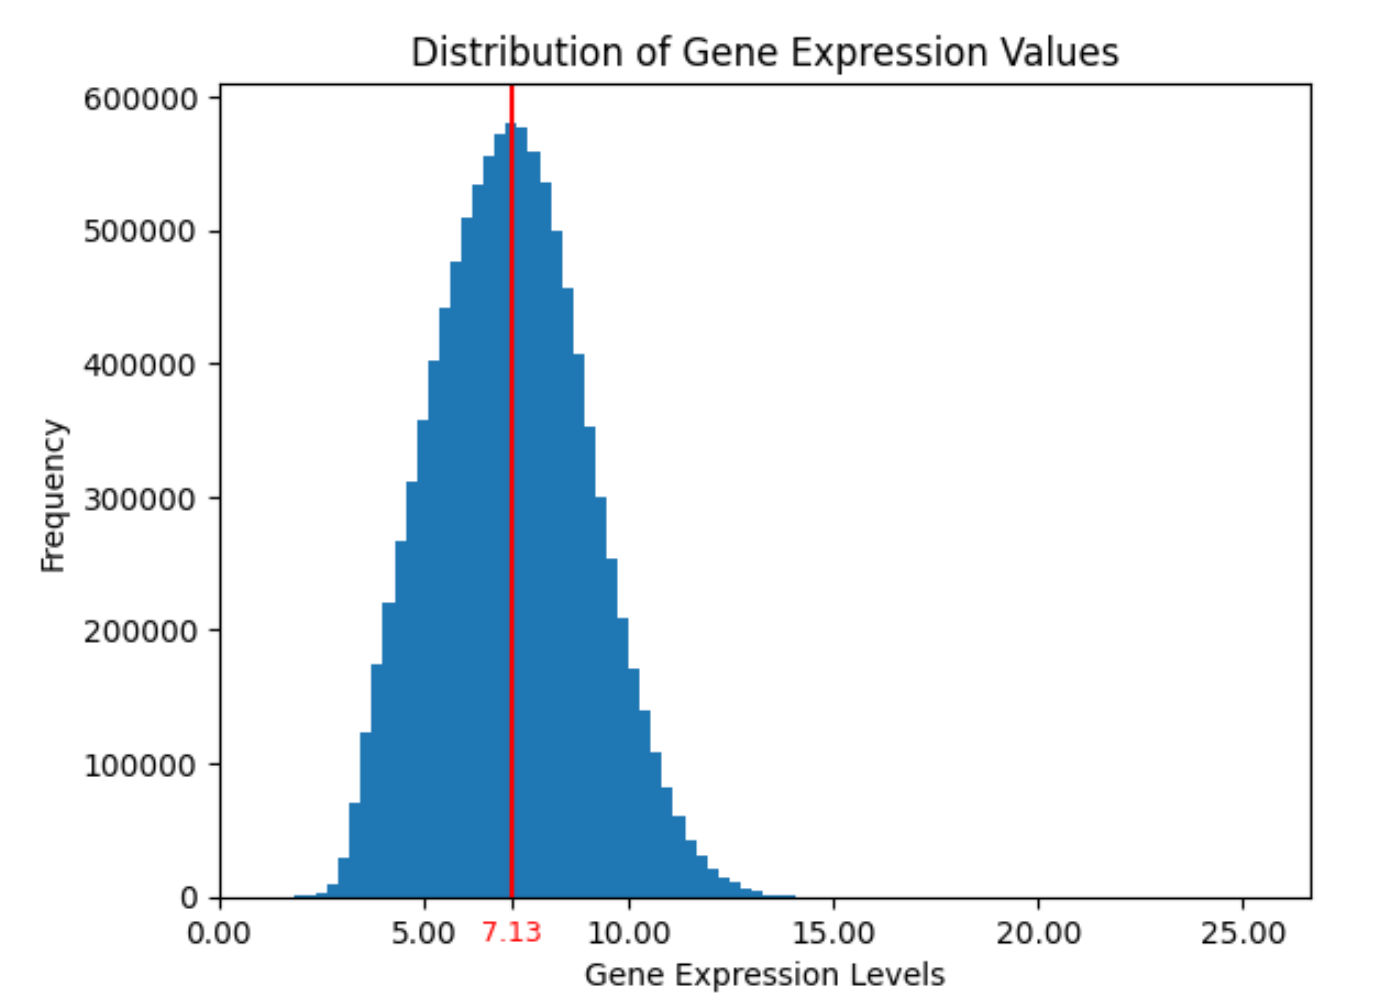 Distribution of Gene Expression Values
600000
500000
400000
300000
200000
100000
0
Frequency
0.00 5.00 7.13 10.00 15.00 20.00 25.00
Gene Expression Levels